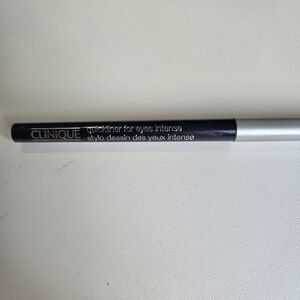 CLINIQUE
quickliner for eyes intense
stylo dessin des yeux intense